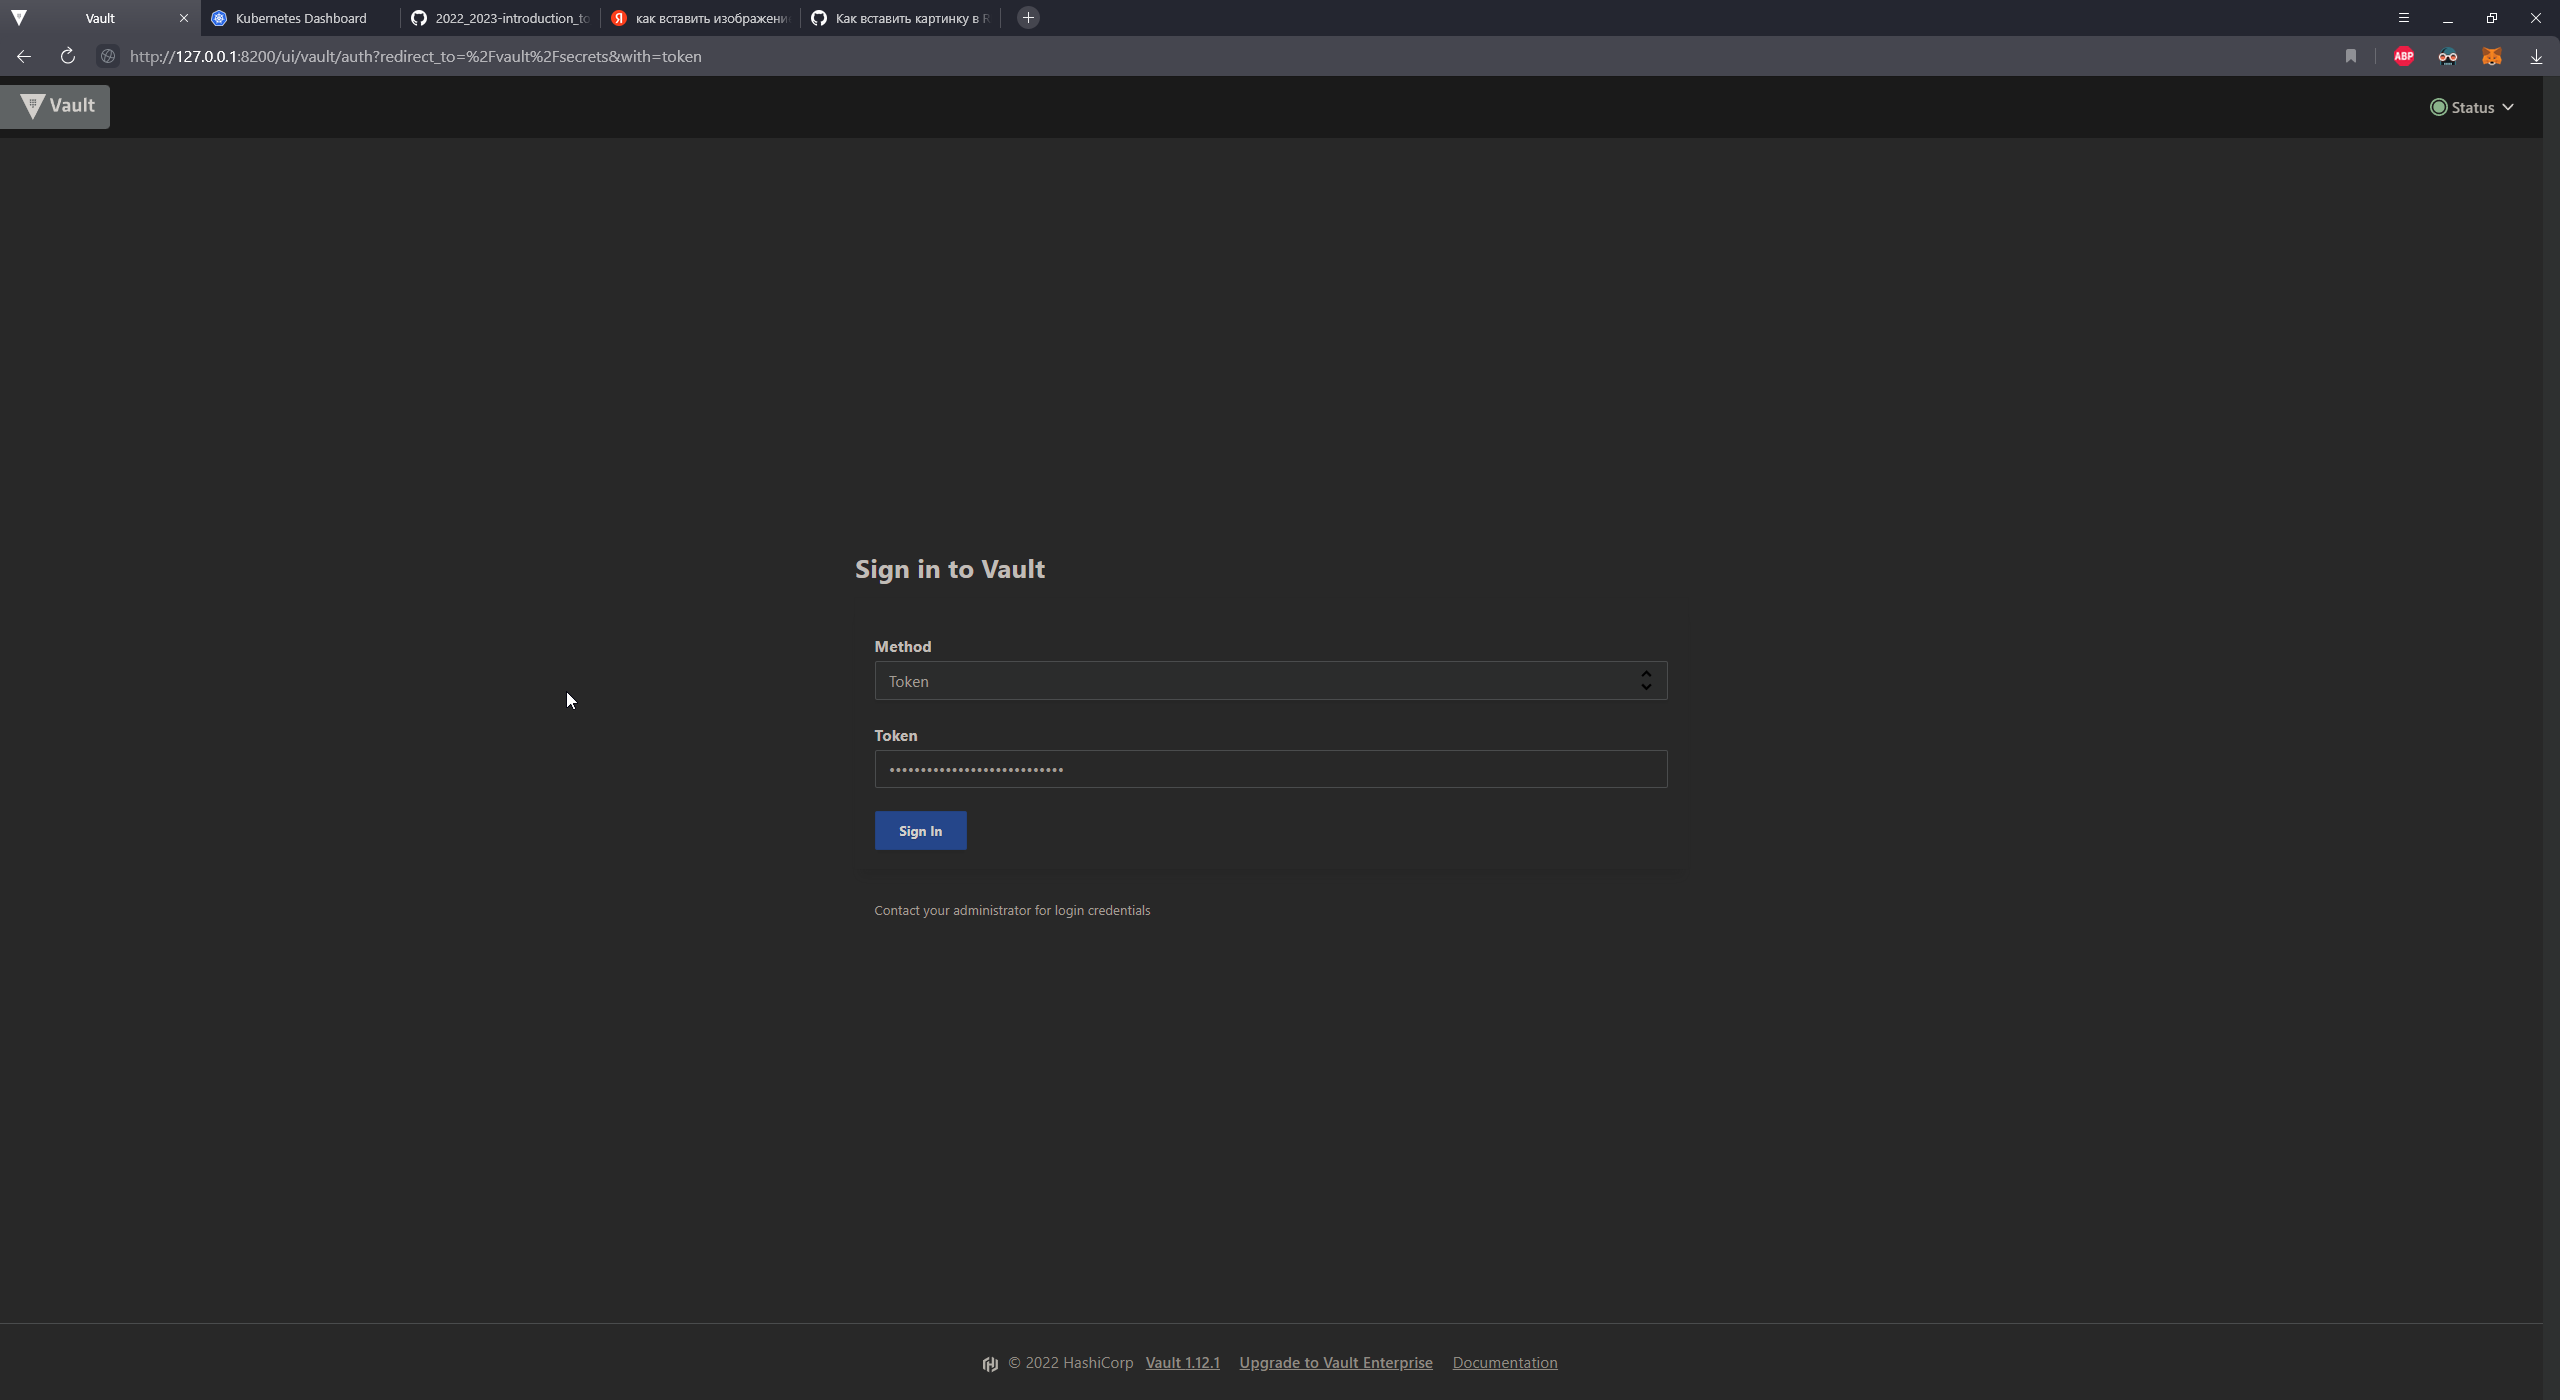 Vault
Kubernetes Dashboard
2022_2023-introduction_to
как вставить изображени
Как вставить картинку в R
http://127.0.0.1:8200/ui/vault/auth?redirect_to=%2Fvault%2Fsecrets&with=token
ABP
Vault
Status
Sign in to Vault
Method
Token
Token
••••••••••••••••••••••••••••
Sign In
Contact your administrator for login credentials
© 2022 HashiCorp Vault 1.12.1 Upgrade to Vault Enterprise Documentation